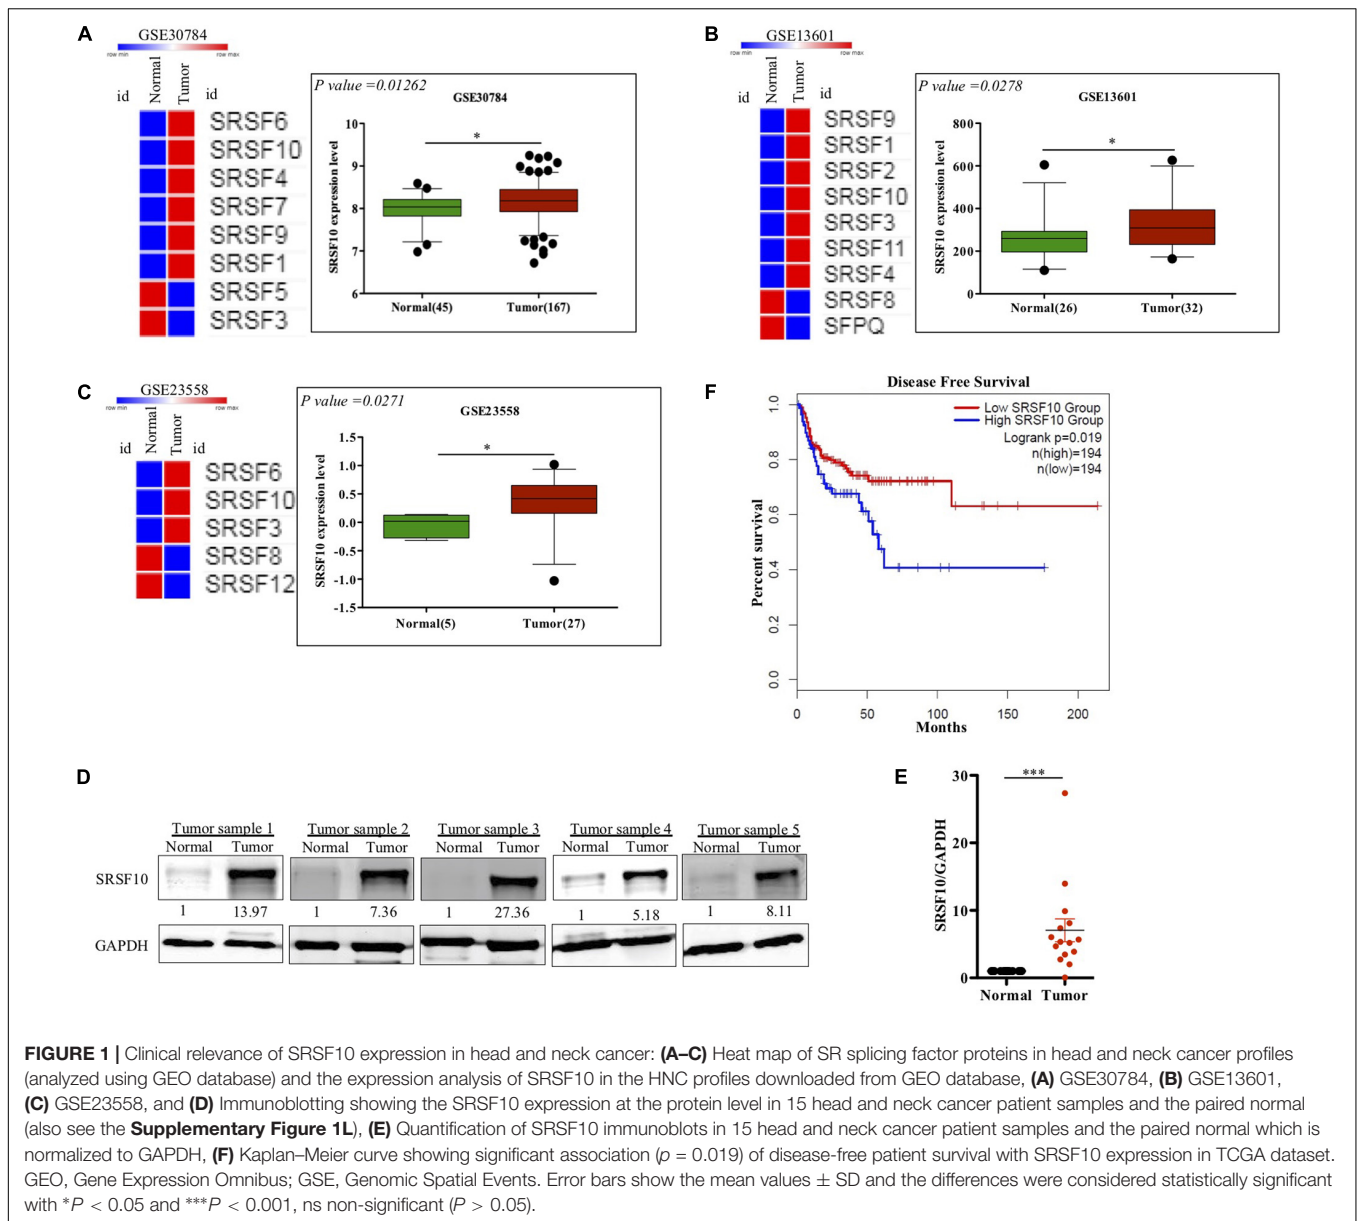 A
GSE30784
row min row max
id Normal Tumor id
SRSF6
SRSF10
SRSF4
SRSF7
SRSF9
SRSF1
SRSF5
SRSF3
P value =0.01262
GSE30784
*
SRSF10 expression level
10
9
8
7
6
Normal(45) Tumor(167)
B
GSE13601
row min row max
id Normal Tumor id
SRSF9
SRSF1
SRSF2
SRSF10
SRSF3
SRSF11
SRSF4
SRSF8
SFPQ
P value =0.0278
GSE13601
*
SRSF10 expression level
800
600
400
200
0
Normal(26) Tumor(32)
C
GSE23558
row min row max
id Normal Tumor id
SRSF6
SRSF10
SRSF3
SRSF8
SRSF12
P value =0.0271
GSE23558
*
SRSF10 expression level
1.5
1.0
0.5
0.0
-0.5
-1.0
-1.5
Normal(5) Tumor(27)
F
Disease Free Survival
Low SRSF10 Group
High SRSF10 Group
Logrank p=0.019
n(high)=194
n(low)=194
Percent survival
1.0
0.8
0.6
0.4
0.2
0.0
0 50 100 150 200
Months
D
Tumor sample 1 Tumor sample 2 Tumor sample 3 Tumor sample 4 Tumor sample 5
Normal Tumor Normal Tumor Normal Tumor Normal Tumor Normal Tumor
SRSF10
1 13.97 1 7.36 1 27.36 1 5.18 1 8.11
GAPDH
E
***
SRSF10/GAPDH
30
20
10
0
Normal Tumor
FIGURE 1 | Clinical relevance of SRSF10 expression in head and neck cancer: (A–C) Heat map of SR splicing factor proteins in head and neck cancer profiles
(analyzed using GEO database) and the expression analysis of SRSF10 in the HNC profiles downloaded from GEO database, (A) GSE30784, (B) GSE13601,
(C) GSE23558, and (D) Immunoblotting showing the SRSF10 expression at the protein level in 15 head and neck cancer patient samples and the paired normal
(also see the Supplementary Figure 1L), (E) Quantification of SRSF10 immunoblots in 15 head and neck cancer patient samples and the paired normal which is
normalized to GAPDH, (F) Kaplan–Meier curve showing significant association (p = 0.019) of disease-free patient survival with SRSF10 expression in TCGA dataset.
GEO, Gene Expression Omnibus; GSE, Genomic Spatial Events. Error bars show the mean values ± SD and the differences were considered statistically significant
with *P < 0.05 and ***P < 0.001, ns non-significant (P > 0.05).